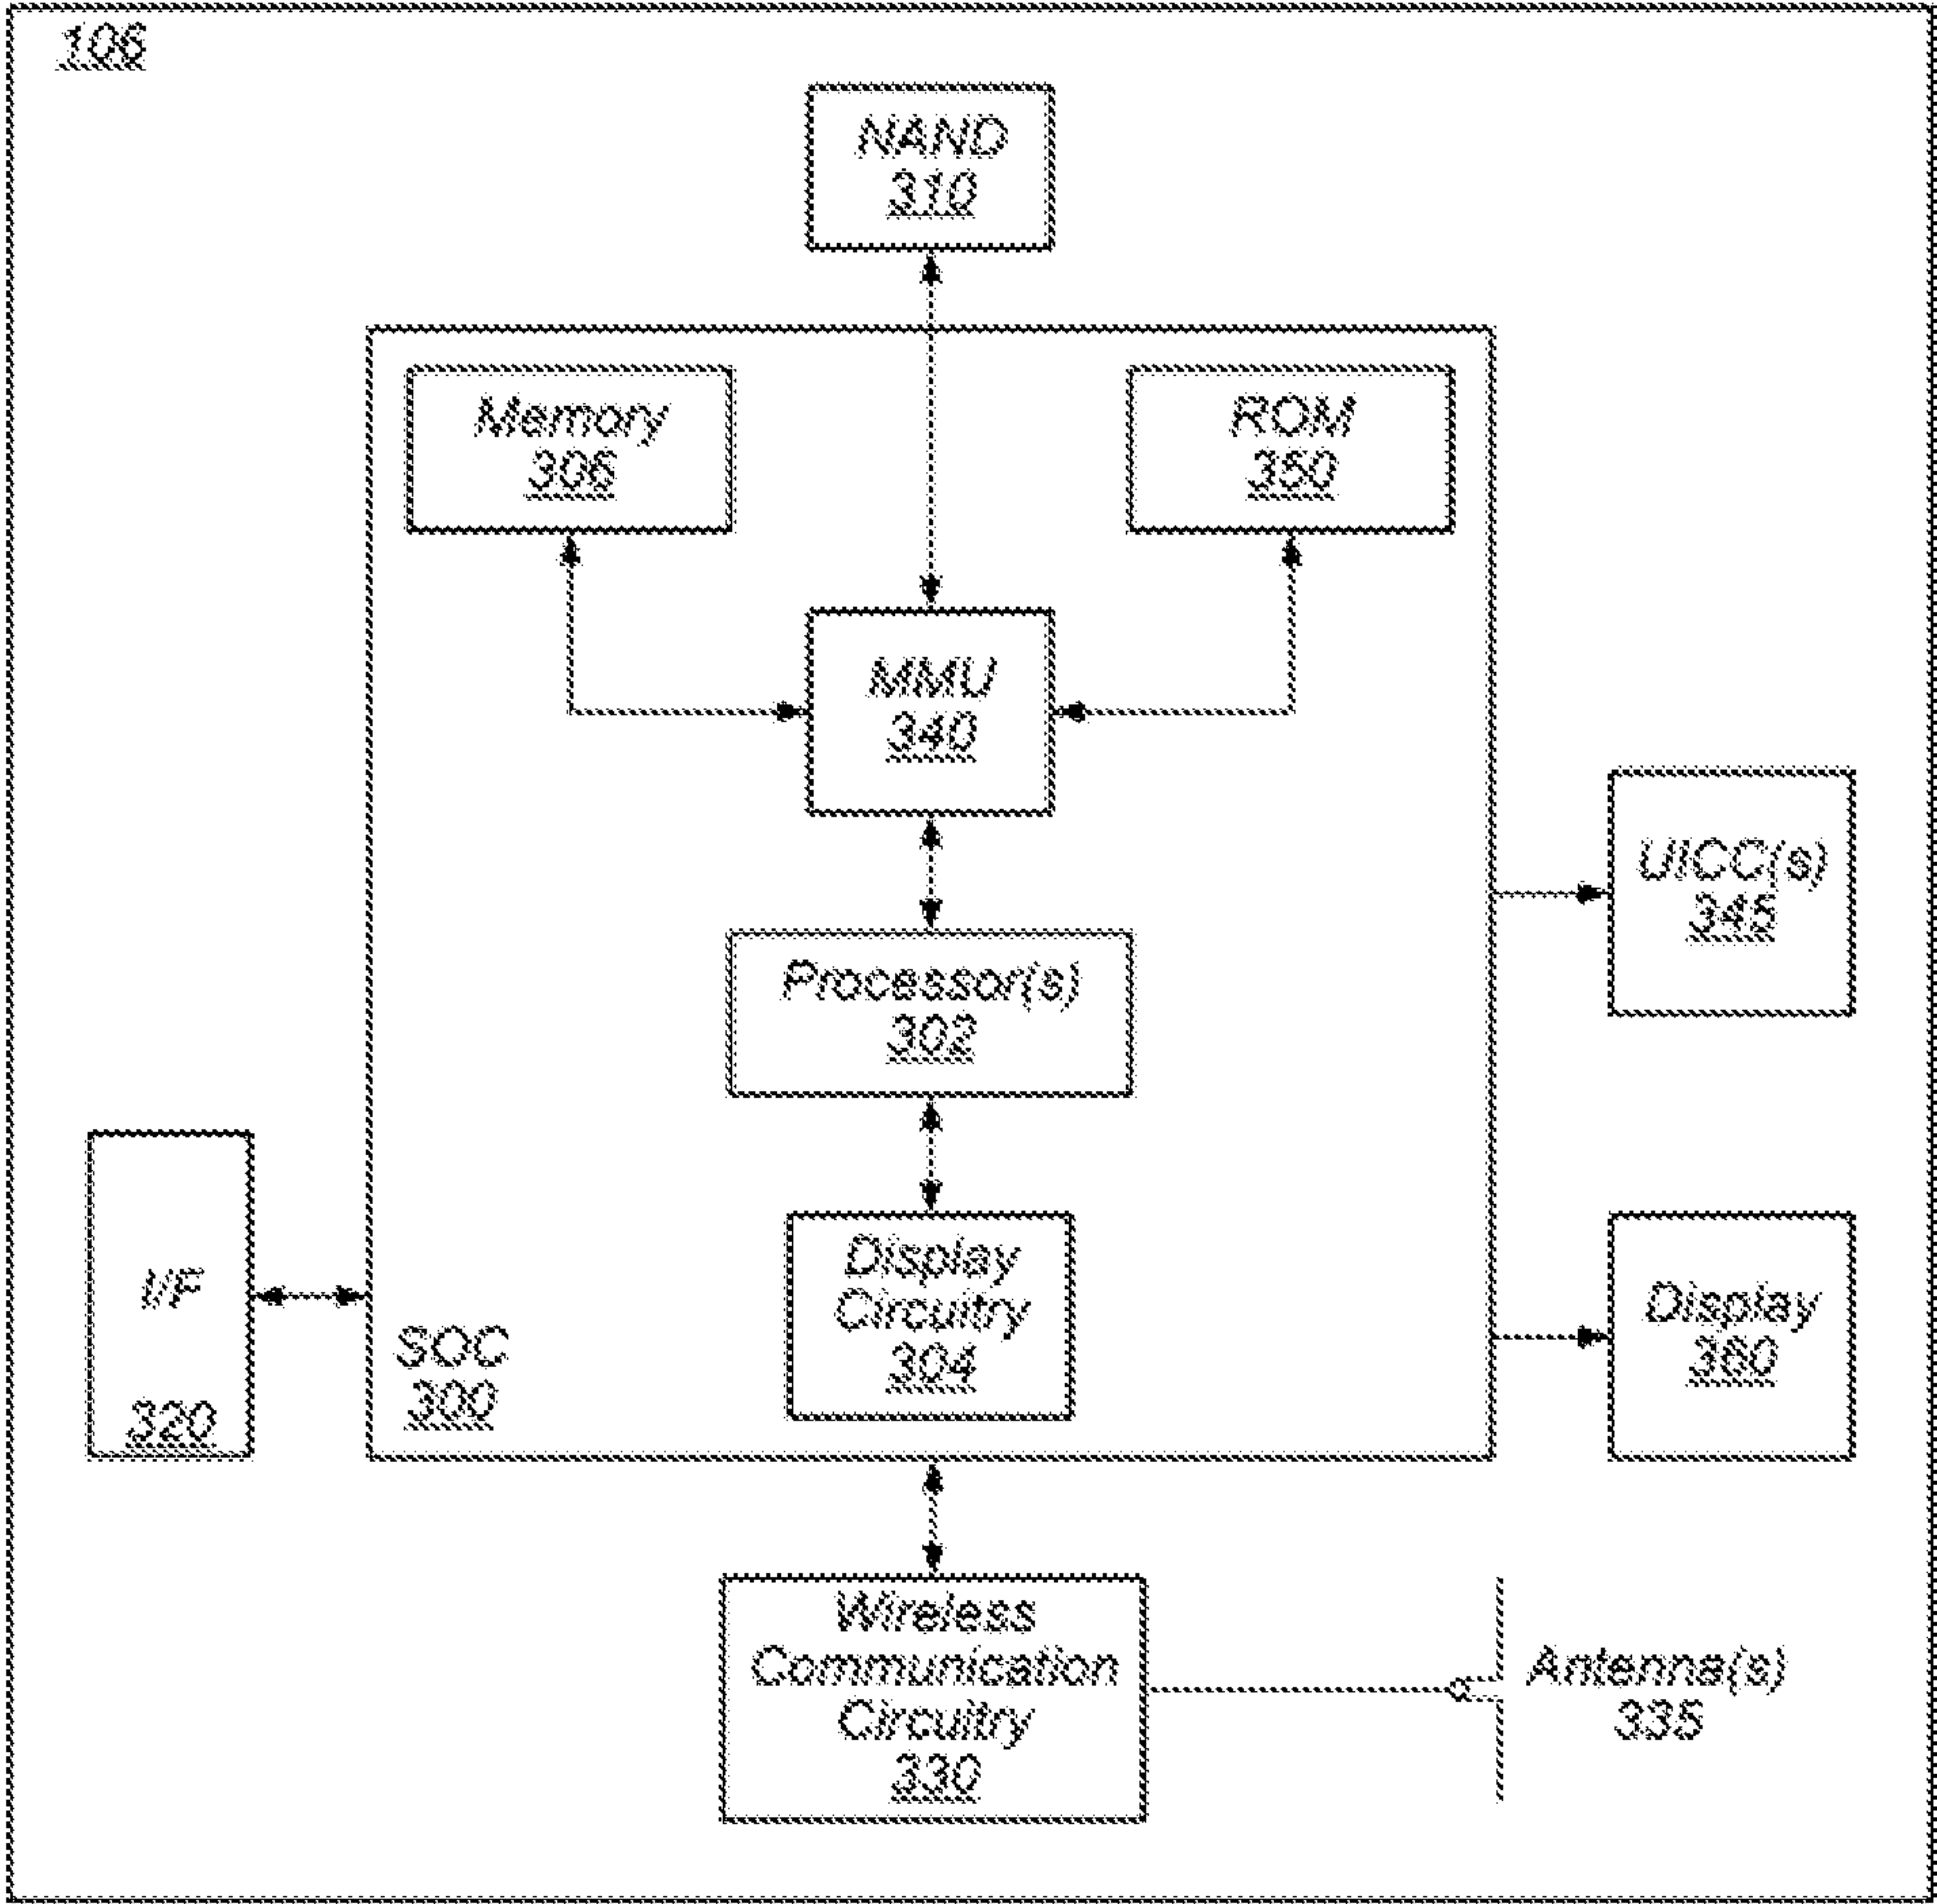 106
NAND
310
Memory
306
ROM
350
MMU
340
UICC(s)
345
Processor(s)
302
I/F
320
SOC
300
Display
Circuitry
304
Display
360
Wireless
Communication
Circuitry
330
Antenna(s)
335